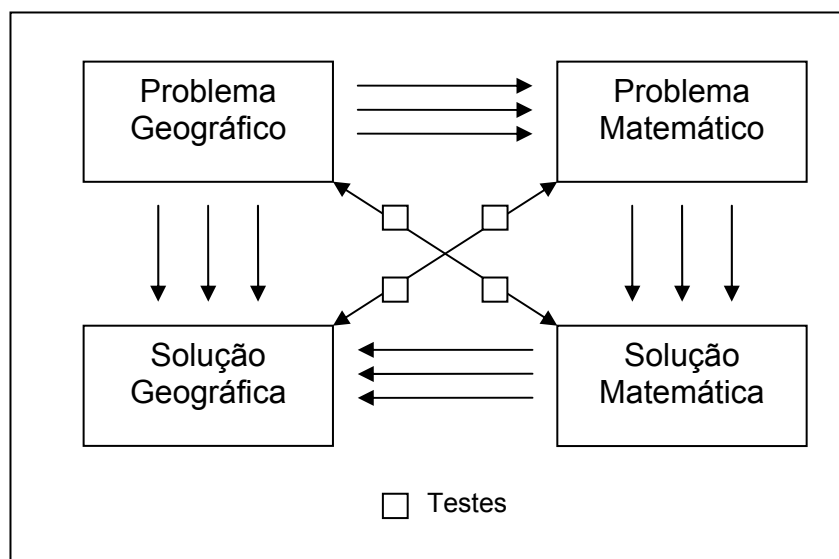 Problema
Geográfico
Problema
Matemático
Solução
Geográfica
Solução
Matemática
Testes